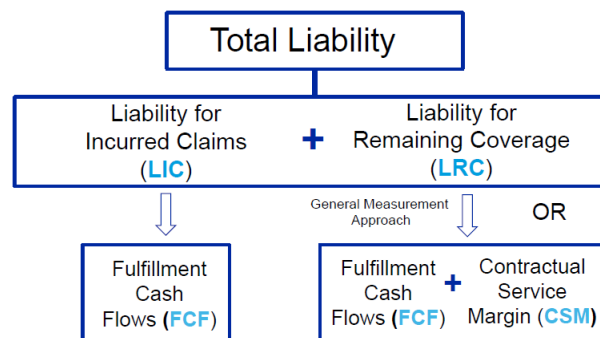 Total Liability
Liability for
Incurred Claims
(LIC)
+
Liability for
Remaining Coverage
(LRC)
General Measurement
Approach
OR
Fulfillment
Cash
Flows (FCF)
Fulfillment
Cash
Flows (FCF)
+
Contractual
Service
Margin (CSM)